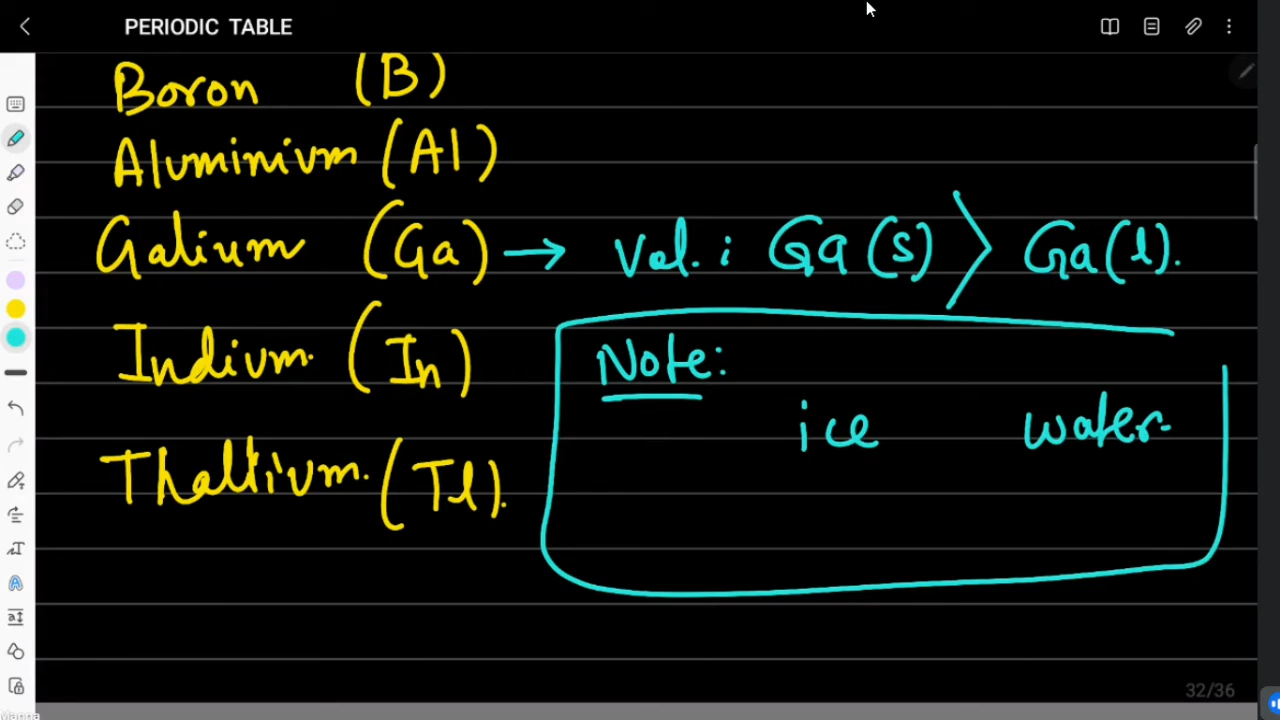 PERIODIC TABLE
Boron (B)
Aluminium (Al)
Galium (Ga) → Vol. : Ga(s) > Ga(l).
Indium. (In)
Note:
ice water.
Thallium. (Tl).
32/36
Manna